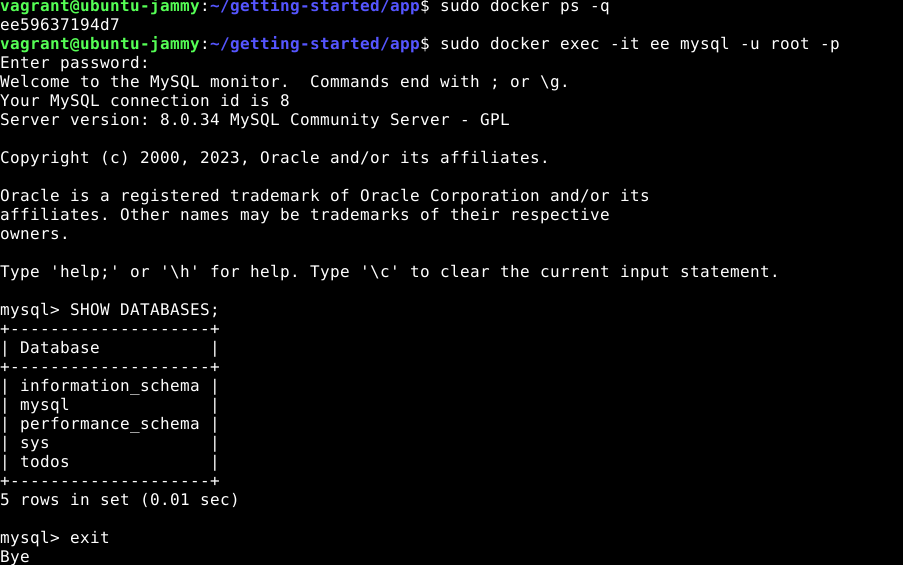 vagrant@ubuntu-jammy:~/getting-started/app$ sudo docker ps -q
ee59637194d7
vagrant@ubuntu-jammy:~/getting-started/app$ sudo docker exec -it ee mysql -u root -p
Enter password:
Welcome to the MySQL monitor.  Commands end with ; or \g.
Your MySQL connection id is 8
Server version: 8.0.34 MySQL Community Server - GPL

Copyright (c) 2000, 2023, Oracle and/or its affiliates.

Oracle is a registered trademark of Oracle Corporation and/or its
affiliates. Other names may be trademarks of their respective
owners.

Type 'help;' or '\h' for help. Type '\c' to clear the current input statement.

mysql> SHOW DATABASES;
+--------------------+
| Database           |
+--------------------+
| information_schema |
| mysql              |
| performance_schema |
| sys                |
| todos              |
+--------------------+
5 rows in set (0.01 sec)

mysql> exit
Bye